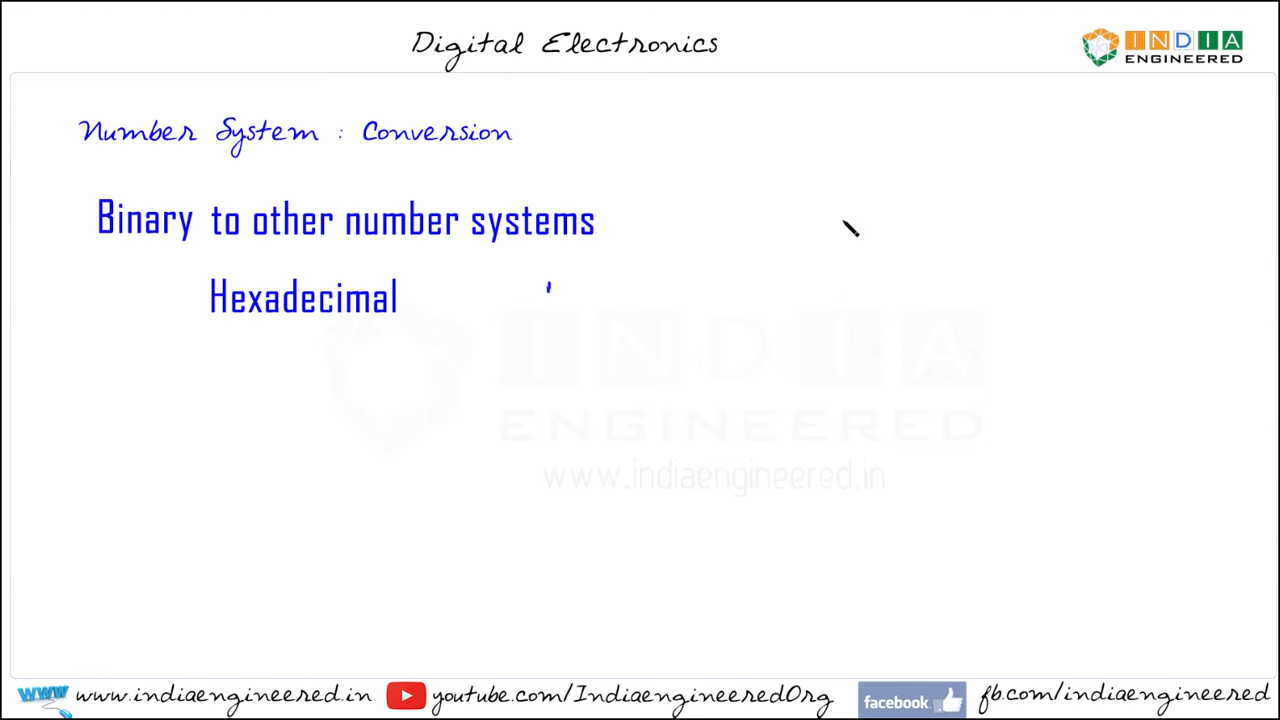 Digital Electronics
INDIA
ENGINEERED
Number System : Conversion
Binary to other number systems
Hexadecimal
INDIA
ENGINEERED
www.indiaengineered.in
www www.indiaengineered.in youtube.com/IndiaengineeredOrg facebook fb.com/indiaengineered